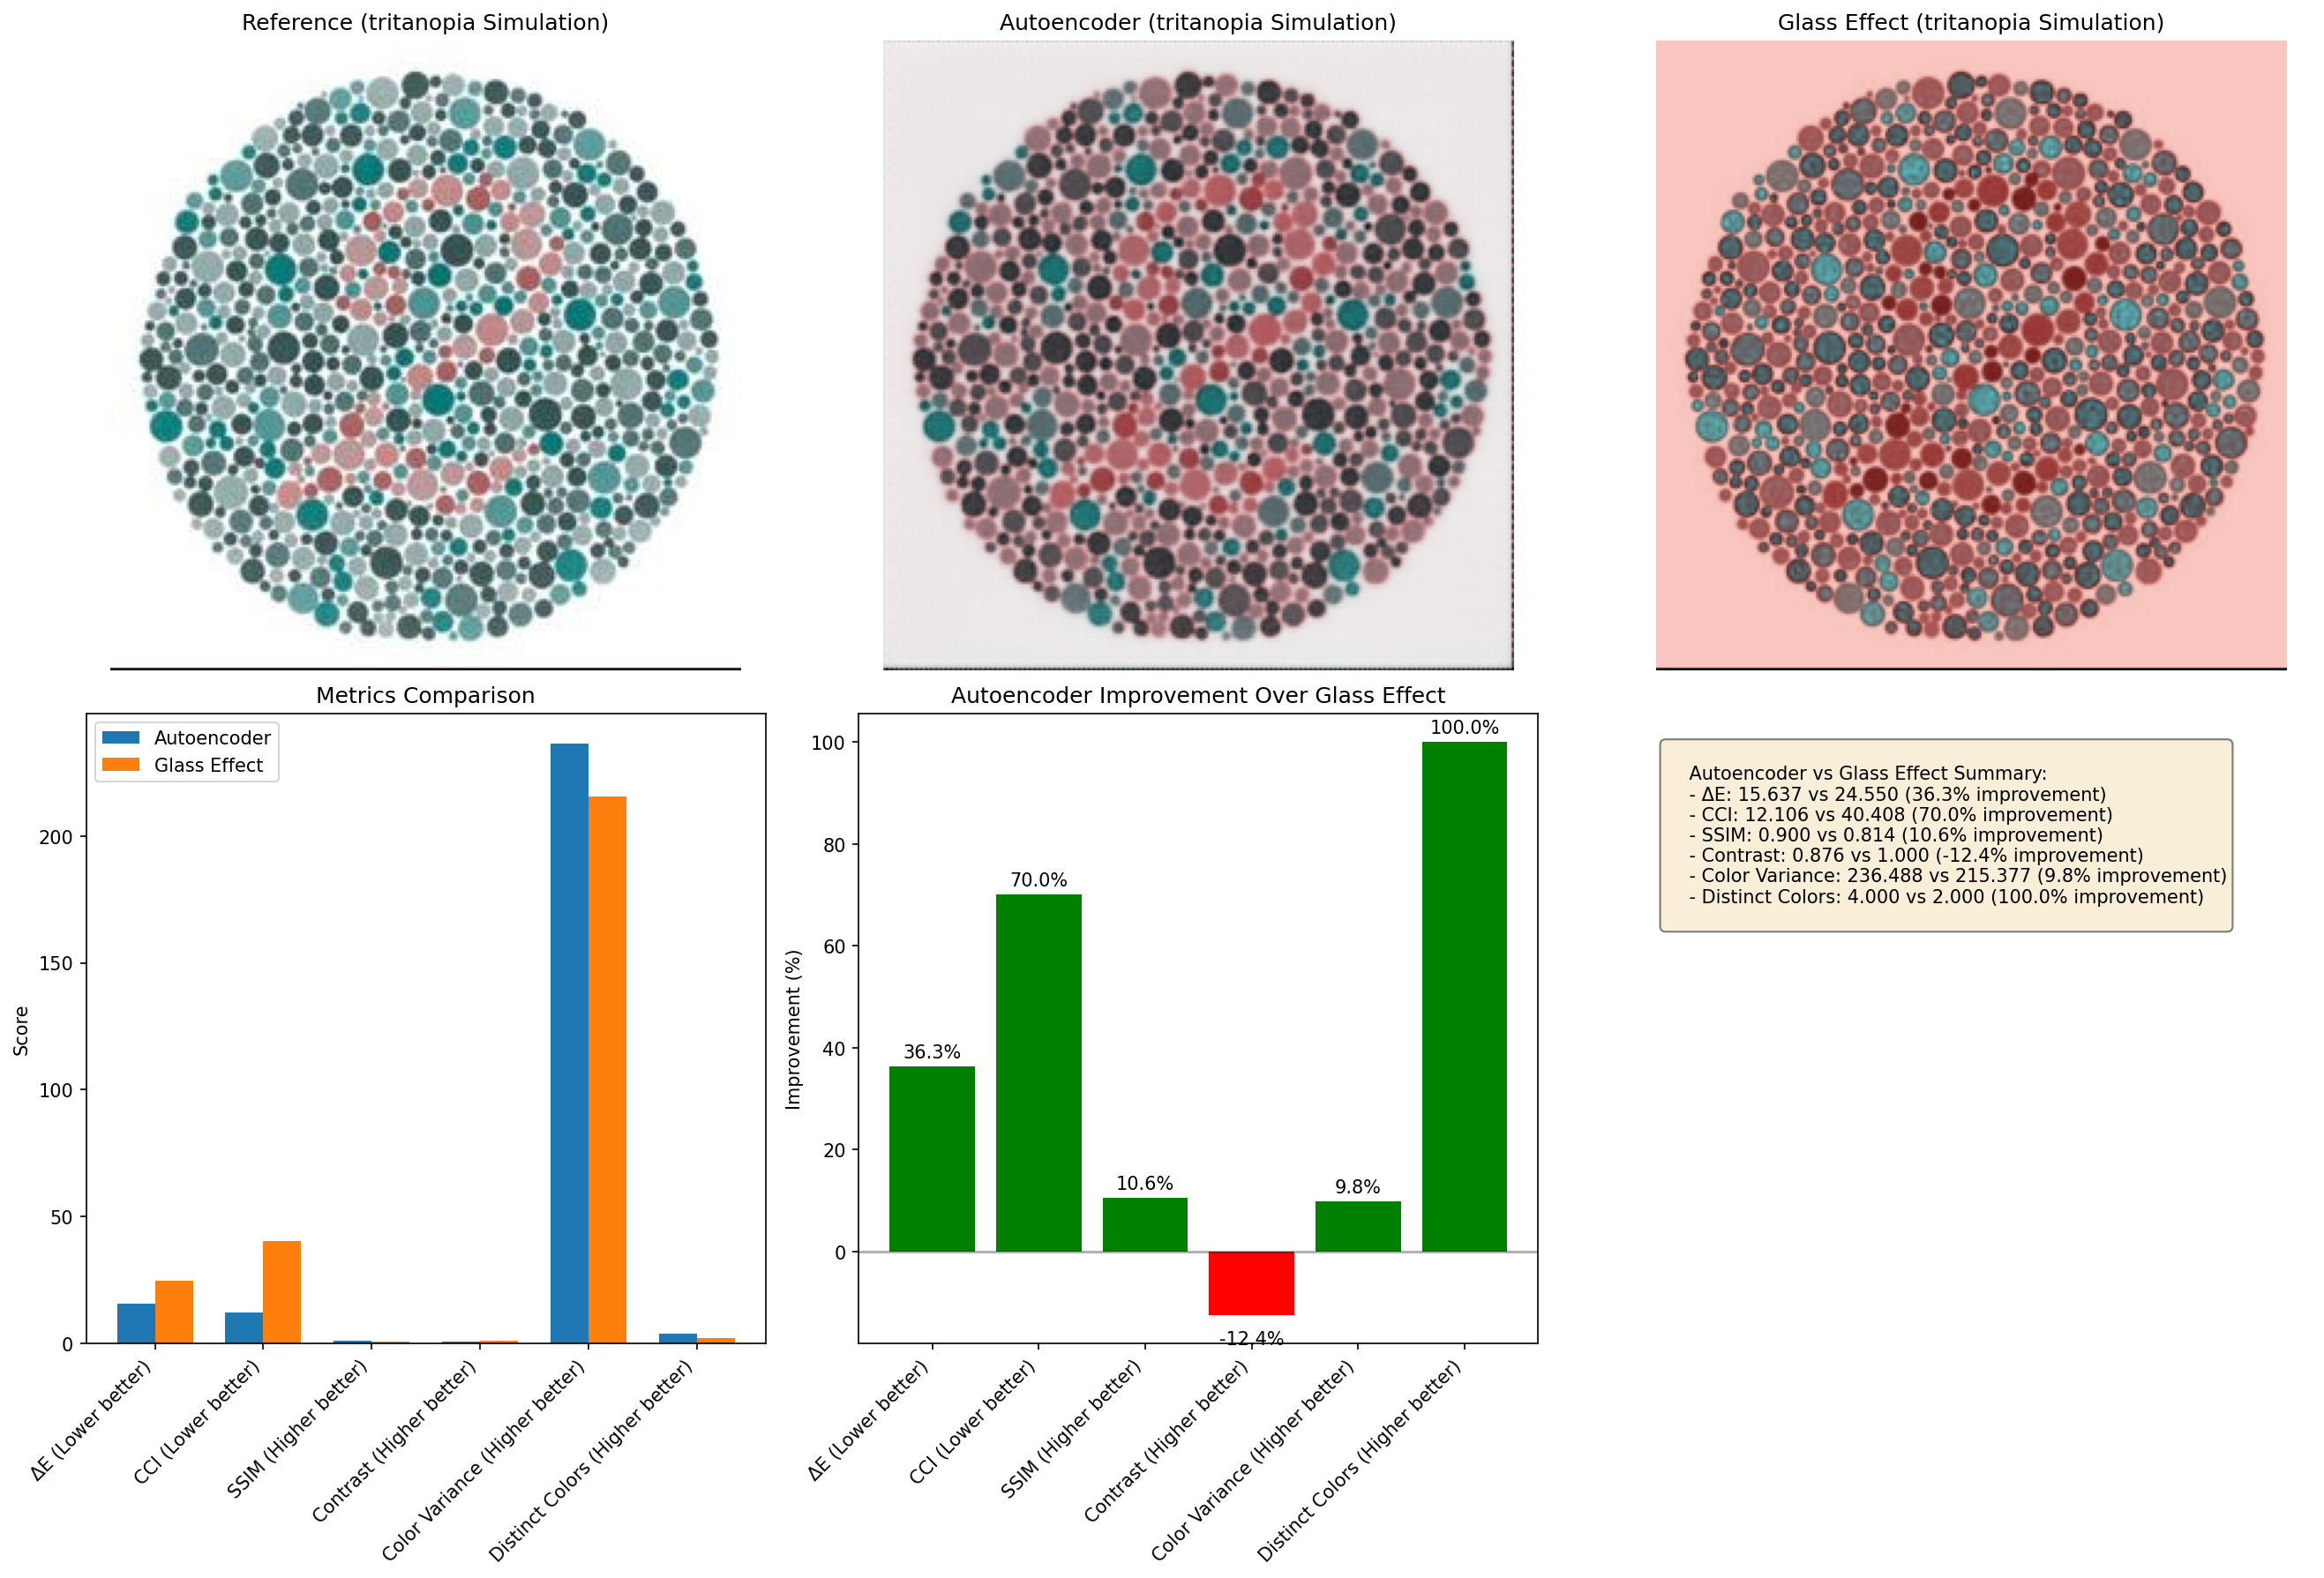 Reference (tritanopia Simulation)
Autoencoder (tritanopia Simulation)
Glass Effect (tritanopia Simulation)
2
2
2
Metrics Comparison
Autoencoder
Glass Effect
Score
200
150
100
50
0
ΔE (Lower better)
CCI (Lower better)
SSIM (Higher better)
Contrast (Higher better)
Color Variance (Higher better)
Distinct Colors (Higher better)
Autoencoder Improvement Over Glass Effect
Improvement (%)
100
80
60
40
20
0
36.3%
70.0%
10.6%
-12.4%
9.8%
100.0%
ΔE (Lower better)
CCI (Lower better)
SSIM (Higher better)
Contrast (Higher better)
Color Variance (Higher better)
Distinct Colors (Higher better)
Autoencoder vs Glass Effect Summary:
- ΔE: 15.637 vs 24.550 (36.3% improvement)
- CCI: 12.106 vs 40.408 (70.0% improvement)
- SSIM: 0.900 vs 0.814 (10.6% improvement)
- Contrast: 0.876 vs 1.000 (-12.4% improvement)
- Color Variance: 236.488 vs 215.377 (9.8% improvement)
- Distinct Colors: 4.000 vs 2.000 (100.0% improvement)